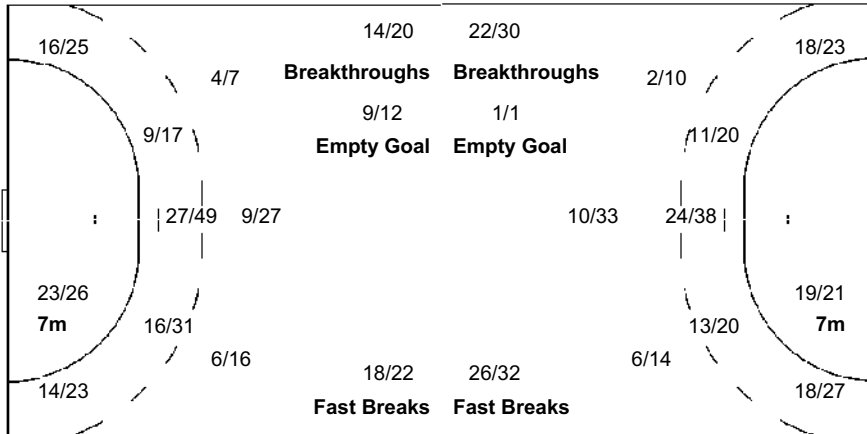 14/20 22/30
16/25 18/23
Breakthroughs Breakthroughs
4/7 2/10
9/12 1/1
9/17 11/20
Empty Goal Empty Goal
27/49 9/27 10/33 24/38
23/26 19/21
7m 7m
16/31 13/20
6/16 6/14
18/22 26/32
14/23 18/27
Fast Breaks Fast Breaks